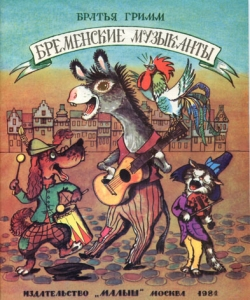 БРАТЬЯ ГРИММ
БРЕМЕНСКИЕ МУЗЫКАНТЫ
ИЗДАТЕЛЬСТВО „МАЛЫШ“ МОСКВА 1984